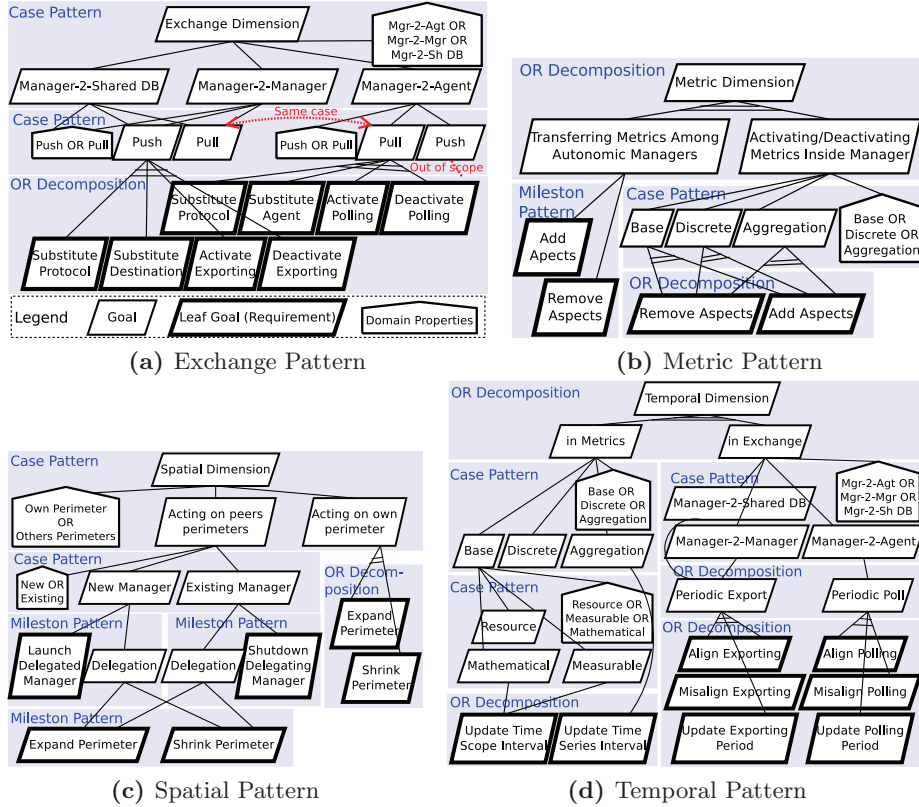 Case Pattern
Exchange Dimension
Mgr-2-Agt OR
Mgr-2-Mgr OR
Mgr-2-Sh DB
Manager-2-Shared DB
Manager-2-Manager
Manager-2-Agent
Case Pattern
Same case
Push OR Pull
Push
Pull
Push OR Pull
Pull
Push
Out of scope
OR Decomposition
Substitute
Protocol
Substitute
Agent
Activate
Polling
Deactivate
Polling
Substitute
Protocol
Substitute
Destination
Activate
Exporting
Deactivate
Exporting
Legend
Goal
Leaf Goal (Requirement)
Domain Properties
(a) Exchange Pattern
OR Decomposition
Metric Dimension
Transferring Metrics Among
Autonomic Managers
Activating/Deactivating
Metrics Inside Manager
Mileston
Pattern
Case Pattern
Base OR
Discrete OR
Aggregation
Base
Discrete
Aggregation
Add
Apects
Remove
Aspects
OR Decomposition
Remove Aspects
Add Aspects
(b) Metric Pattern
Case Pattern
Spatial Dimension
Own Perimeter
OR
Others Perimeters
Acting on peers
perimeters
Acting on own
perimeter
Case Pattern
New OR
Existing
New Manager
Existing Manager
OR Decom-
position
Expand
Perimeter
Shrink
Perimeter
Mileston Pattern
Mileston Pattern
Launch
Delegated
Manager
Delegation
Delegation
Shutdown
Delegating
Manager
Mileston Pattern
Expand Perimeter
Shrink Perimeter
(c) Spatial Pattern
OR Decomposition
Temporal Dimension
in Metrics
in Exchange
Case Pattern
Base OR
Discrete OR
Aggregation
Base
Discrete
Aggregation
Case Pattern
Resource OR
Measurable OR
Mathematical
Resource
Mathematical
Measurable
OR Decomposition
Update Time
Scope Interval
Update Time
Series Interval
Case Pattern
Mgr-2-Agt OR
Mgr-2-Mgr OR
Mgr-2-Sh DB
Manager-2-Shared DB
Manager-2-Manager
Manager-2-Agent
OR Decomposition
Periodic Export
Periodic Poll
OR Decomposition
Align Exporting
Align Polling
Misalign Exporting
Misalign Polling
Update Exporting
Period
Update Polling
Period
(d) Temporal Pattern